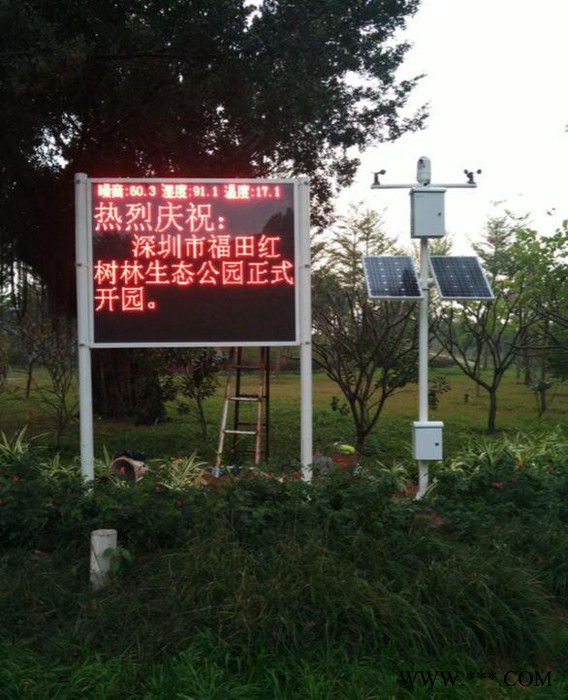 噪音:60.3 湿度:91.1 温度:17.1
热烈庆祝:
深圳市福田红
树林生态公园正式
开园。
WWW.***.COM